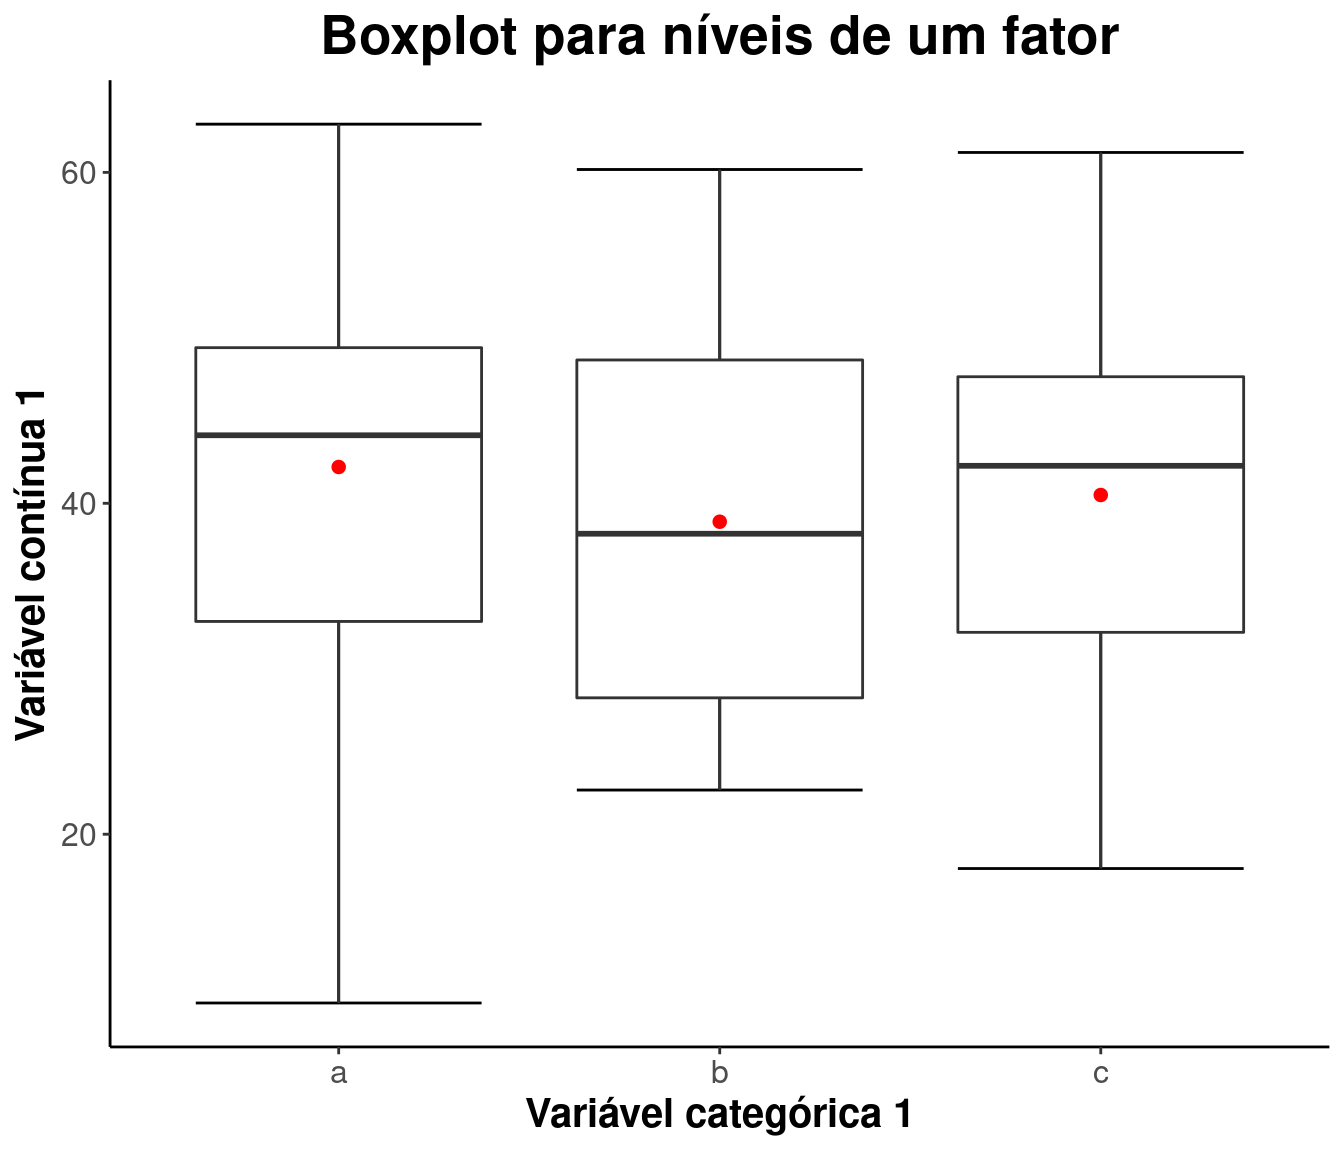 Boxplot para níveis de um fator
Variável contínua 1
60
40
20
a
b
c
Variável categórica 1